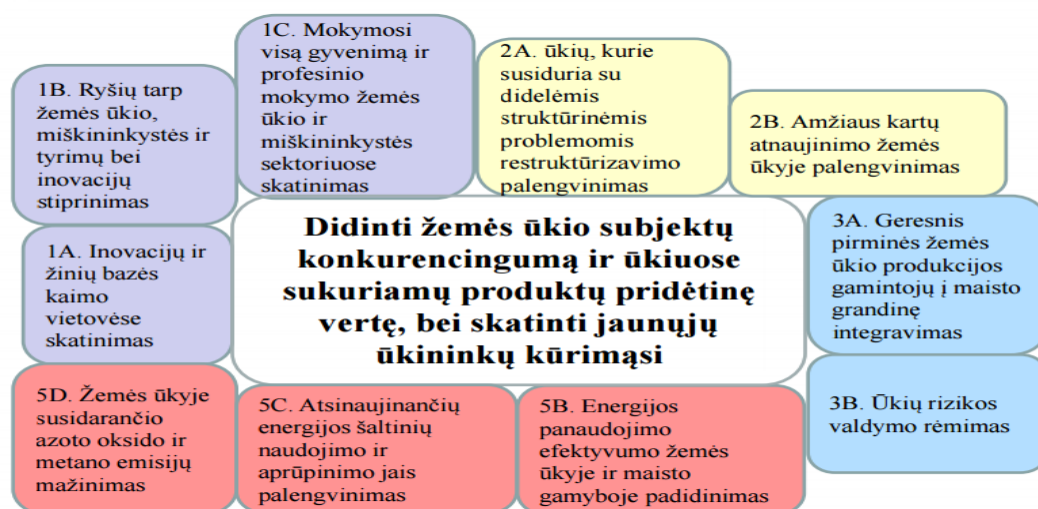 1B. Ryšių tarp
žemės ūkio,
miškininkystės ir
tyrimų bei
inovacijų
stiprinimas
1C. Mokymosi
visą gyvenimą ir
profesinio
mokymo žemės
ūkio ir
miškininkystės
sektoriuose
skatinimas
2A. ūkių, kurie
susiduria su
didelėmis
struktūrinėmis
problemomis
restruktūrizavimo
palengvinimas
2B. Amžiaus kartų
atnaujinimo žemės
ūkyje palengvinimas
1A. Inovacijų ir
žinių bazės
kaimo
vietovėse
skatinimas
Didinti žemės ūkio subjektų
konkurencingumą ir ūkiuose
sukuriamų produktų pridėtinę
vertę, bei skatinti jaunųjų
ūkininkų kūrimąsi
3A. Geresnis
pirminės žemės
ūkio produkcijos
gamintojų į maisto
grandinę
integravimas
5D. Žemės ūkyje
susidarančio
azoto oksido ir
metano emisijų
mažinimas
5C. Atsinaujinančių
energijos šaltinių
naudojimo ir
aprūpinimo jais
palengvinimas
5B. Energijos
panaudojimo
efektyvumo žemės
ūkyje ir maisto
gamyboje padidinimas
3B. Ūkių rizikos
valdymo rėmimas